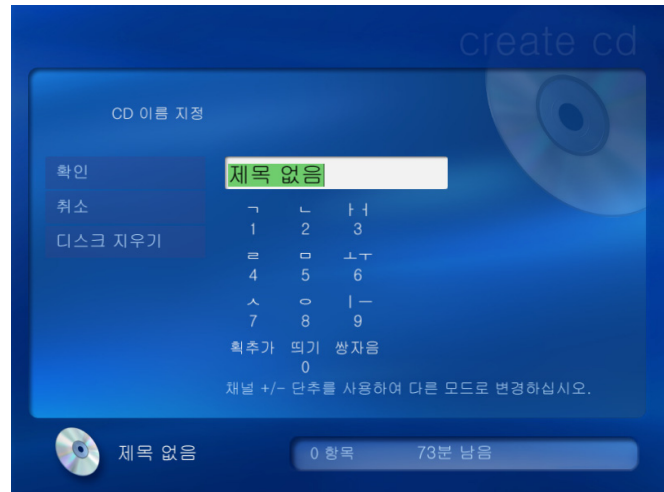 create cd
CD 이름 지정
확인
취소
디스크 지우기
제목 없음
ㄱ ㄴ ㅏㅓ
1 2 3
ㄹ ㅁ ㅗㅜ
4 5 6
ㅅ ㅇ ㅣㅡ
7 8 9
획추가 띄기 쌍자음
0
채널 +/- 단추를 사용하여 다른 모드로 변경하십시오.
제목 없음 0 항목 73분 남음